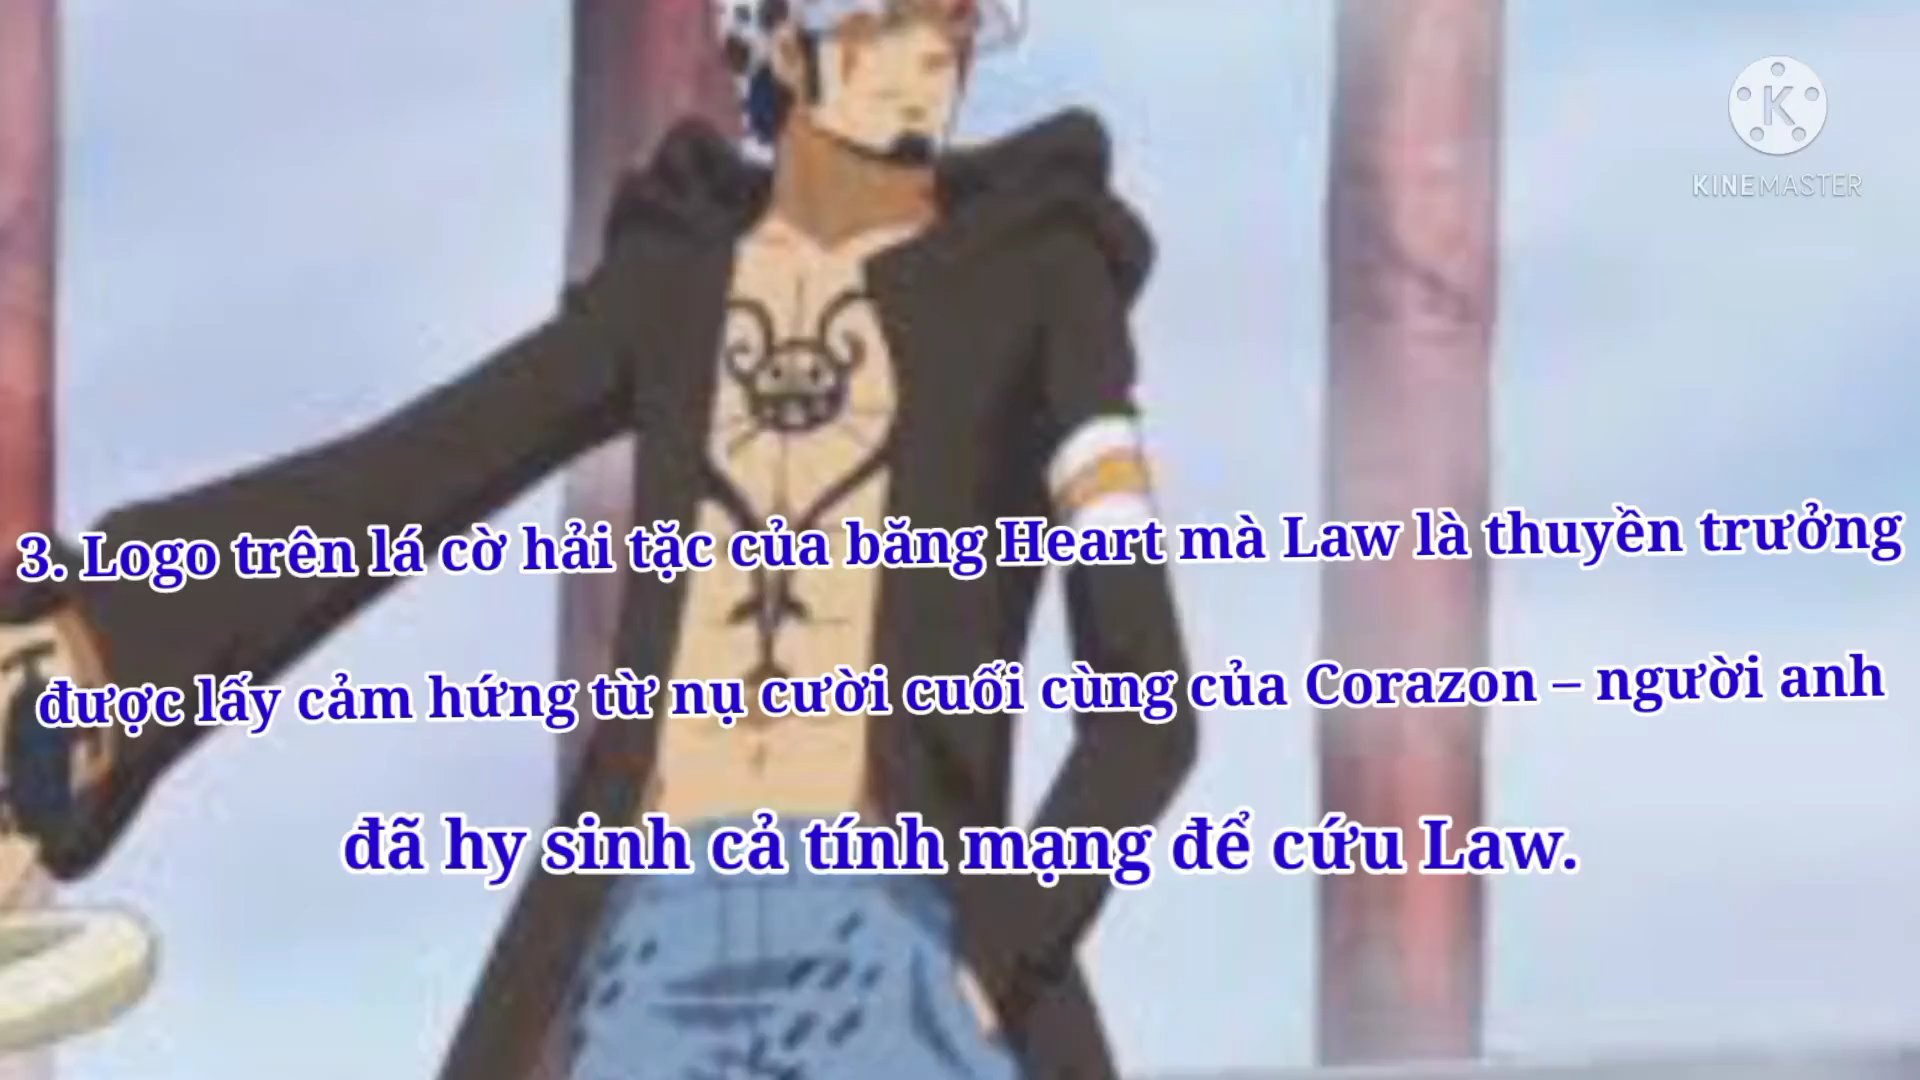 KINEMASTER
3. Logo trên lá cờ hải tặc của băng Heart mà Law là thuyền trưởng
được lấy cảm hứng từ nụ cười cuối cùng của Corazon – người anh
đã hy sinh cả tính mạng để cứu Law.